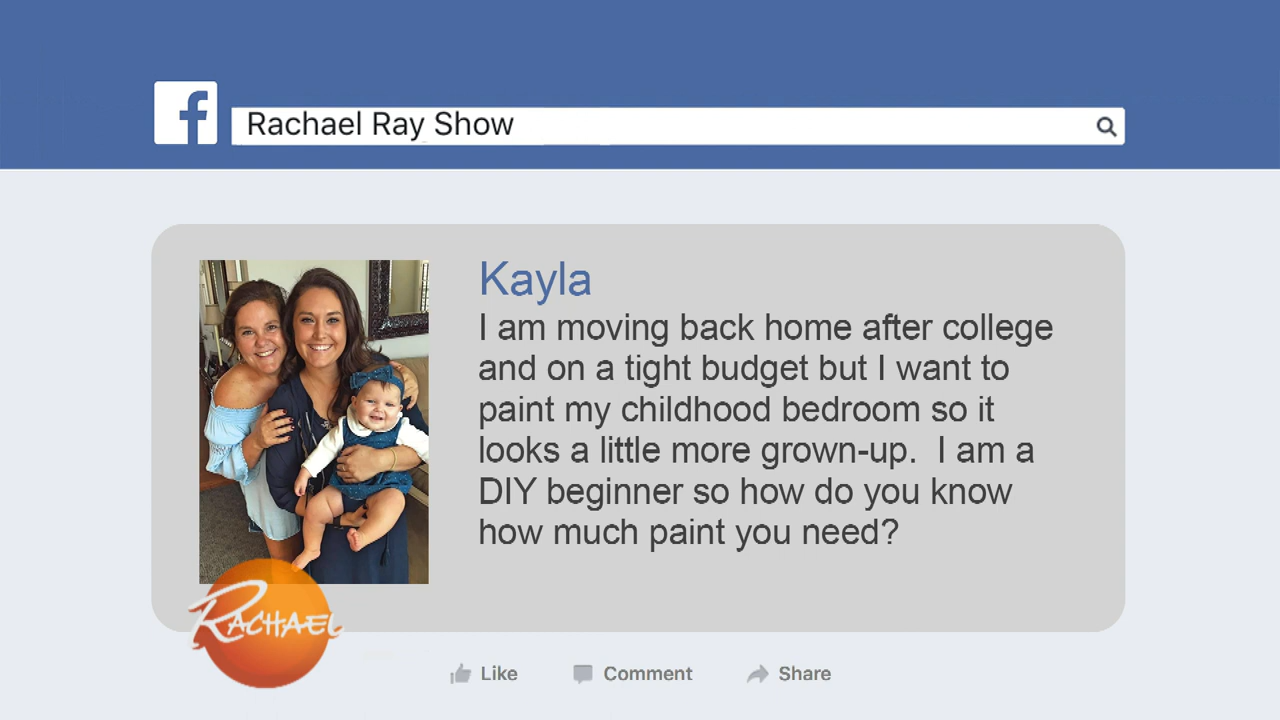 f
Rachael Ray Show
Kayla
I am moving back home after college
and on a tight budget but I want to
paint my childhood bedroom so it
looks a little more grown-up.  I am a
DIY beginner so how do you know
how much paint you need?
RACHAEL
Like
Comment
Share